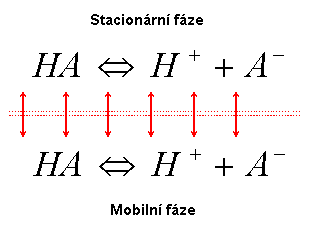 Stacionární fáze
HA ⇔ H⁺ + A⁻
HA ⇔ H⁺ + A⁻
Mobilní fáze